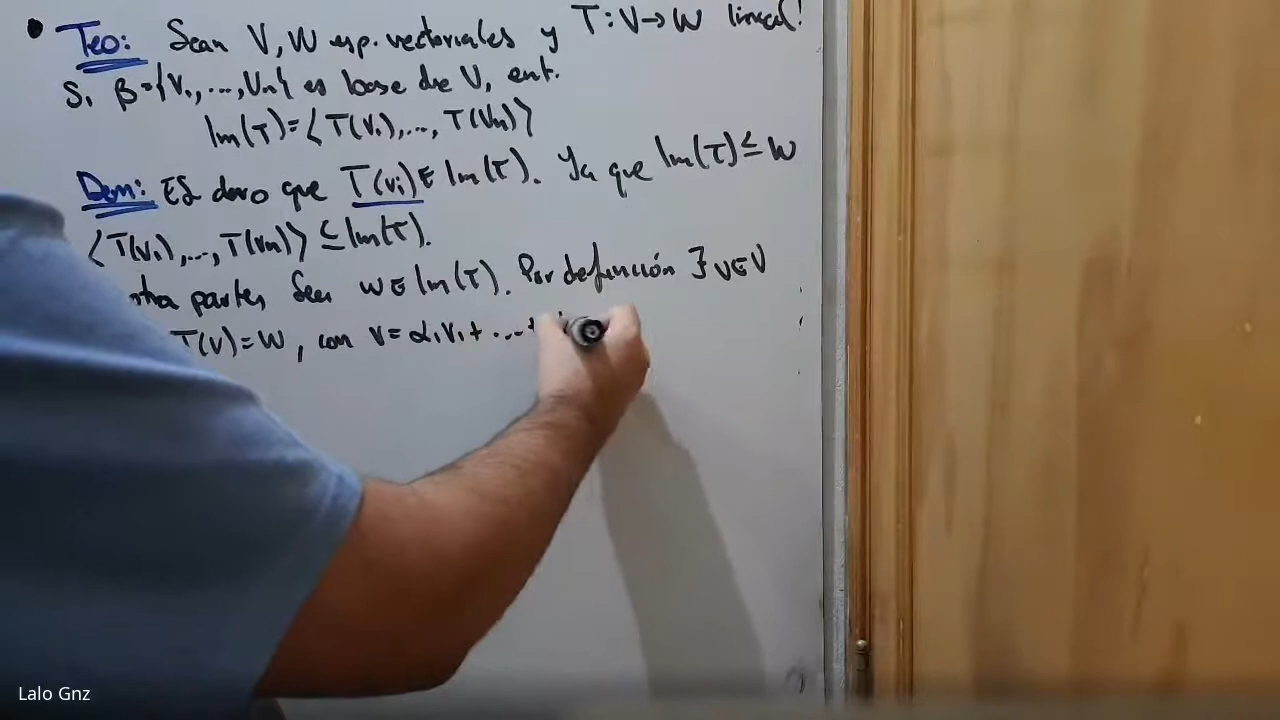 • Teo: Sean V, W esp. vectoriales y T: V→W lineal!
Si β={v₁,...,vₙ} es base de V, ent.
Im(T)=⟨T(v₁),..., T(vₙ)⟩
Dem: Es claro que T(vᵢ)∈ Im(T). Ya que Im(T)≤W
⟨T(v₁),..., T(vₙ)⟩ ⊆ Im(T).
otra parte, Sea w∈ Im(T). Por definición ∃ v∈V
T(v)=W, con v=α₁v₁+...+
Lalo Gnz